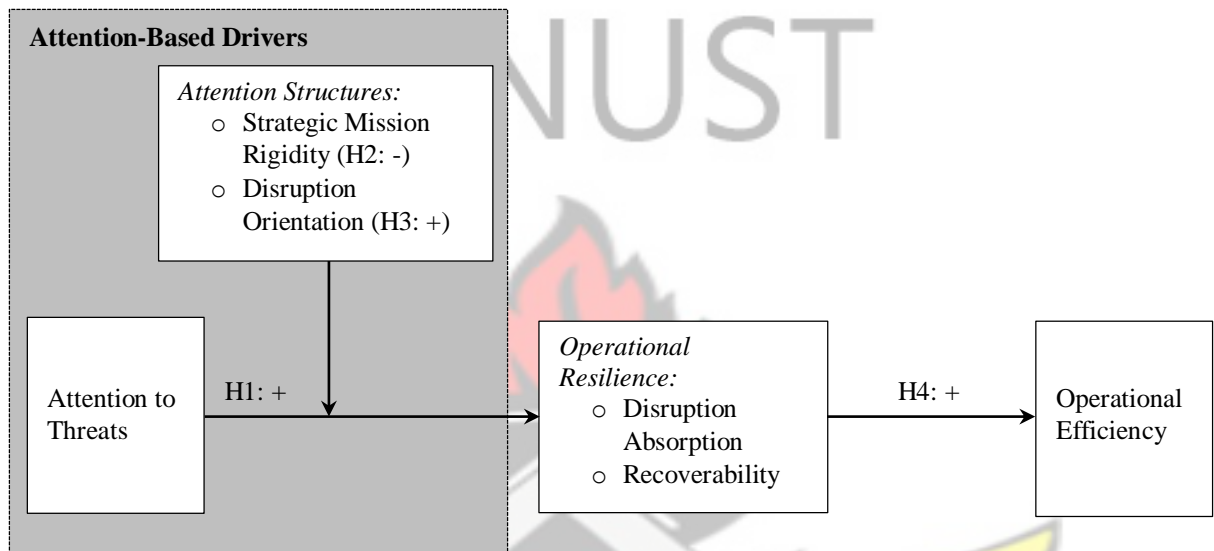 NUST
Attention-Based Drivers
Attention Structures:
o Strategic Mission
Rigidity (H2: -)
o Disruption
Orientation (H3: +)
Attention to
Threats
H1: +
Operational
Resilience:
o Disruption
Absorption
o Recoverability
H4: +
Operational
Efficiency